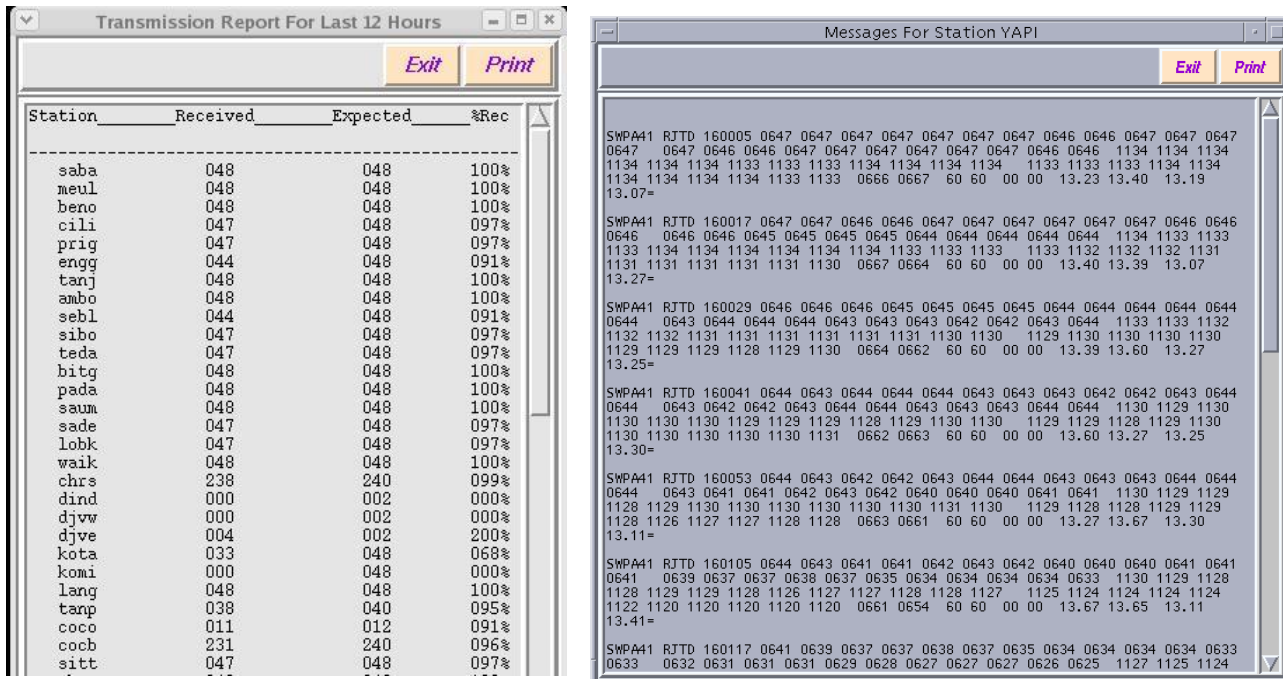 Transmission Report For Last 12 Hours
Exit Print
Station______Received______Expected_____%Rec
-------------------------------------------------
saba 048 048 100%
meul 048 048 100%
beno 048 048 100%
cili 047 048 097%
prig 047 048 097%
engg 044 048 091%
tanj 048 048 100%
ambo 048 048 100%
sebl 044 048 091%
sibo 047 048 097%
teda 047 048 097%
bitg 048 048 100%
pada 048 048 100%
saum 048 048 100%
sade 047 048 097%
lobk 047 048 097%
waik 048 048 100%
chrs 238 240 099%
dind 000 002 000%
djvw 000 002 000%
djve 004 002 200%
kota 033 048 068%
komi 000 048 000%
lang 048 048 100%
tanp 038 040 095%
coco 011 012 091%
cocb 231 240 096%
sitt 047 048 097%
Messages For Station YAPI
Exit Print
SWPA41 RJTD 160005 0647 0647 0647 0647 0647 0647 0647 0646 0646 0647 0647 0647
0647 0647 0646 0646 0647 0647 0647 0647 0647 0647 0646 0646 1134 1134 1134
1134 1134 1134 1133 1133 1133 1134 1134 1134 1134 1133 1133 1133 1134 1134
1134 1134 1134 1134 1133 1133 0666 0667 60 60 00 00 13.23 13.40 13.19
13.07=
SWPA41 RJTD 160017 0647 0647 0646 0646 0647 0647 0647 0647 0647 0647 0646 0646
0646 0646 0646 0645 0645 0645 0645 0644 0644 0644 0644 0644 1134 1133 1133
1133 1134 1134 1134 1134 1134 1134 1133 1133 1133 1133 1132 1132 1132 1131
1131 1131 1131 1131 1131 1130 0667 0664 60 60 00 00 13.40 13.39 13.07
13.27=
SWPA41 RJTD 160029 0646 0646 0646 0645 0645 0645 0645 0644 0644 0644 0644 0644
0644 0643 0644 0644 0644 0643 0643 0643 0642 0642 0643 0644 1133 1133 1132
1132 1132 1131 1131 1131 1131 1131 1131 1130 1130 1129 1130 1130 1130 1130
1129 1129 1129 1128 1129 1130 0664 0662 60 60 00 00 13.39 13.60 13.27
13.25=
SWPA41 RJTD 160041 0644 0643 0644 0644 0644 0643 0643 0643 0642 0642 0643 0644
0644 0643 0642 0642 0643 0644 0644 0643 0643 0643 0644 0644 1130 1129 1130
1130 1130 1130 1129 1129 1129 1128 1129 1130 1130 1129 1129 1128 1129 1130
1130 1130 1130 1130 1130 1131 0662 0663 60 60 00 00 13.60 13.27 13.25
13.30=
SWPA41 RJTD 160053 0644 0643 0642 0642 0643 0644 0644 0643 0643 0643 0644 0644
0644 0643 0641 0641 0642 0643 0642 0640 0640 0640 0641 0641 1130 1129 1129
1128 1129 1130 1130 1130 1130 1130 1131 1130 1129 1128 1128 1129 1129
1128 1126 1127 1127 1128 1128 0663 0661 60 60 00 00 13.27 13.67 13.30
13.11=
SWPA41 RJTD 160105 0644 0643 0641 0641 0642 0643 0642 0640 0640 0640 0641 0641
0641 0639 0637 0637 0638 0637 0635 0634 0634 0634 0634 0633 1130 1129 1128
1128 1129 1129 1128 1126 1127 1127 1128 1128 1127 1125 1124 1124 1124 1124
1122 1120 1120 1120 1120 1120 0661 0654 60 60 00 00 13.67 13.65 13.11
13.41=
SWPA41 RJTD 160117 0641 0639 0637 0637 0638 0637 0635 0634 0634 0634 0634 0633
0633 0632 0631 0631 0631 0629 0628 0627 0627 0627 0626 0625 1127 1125 1124